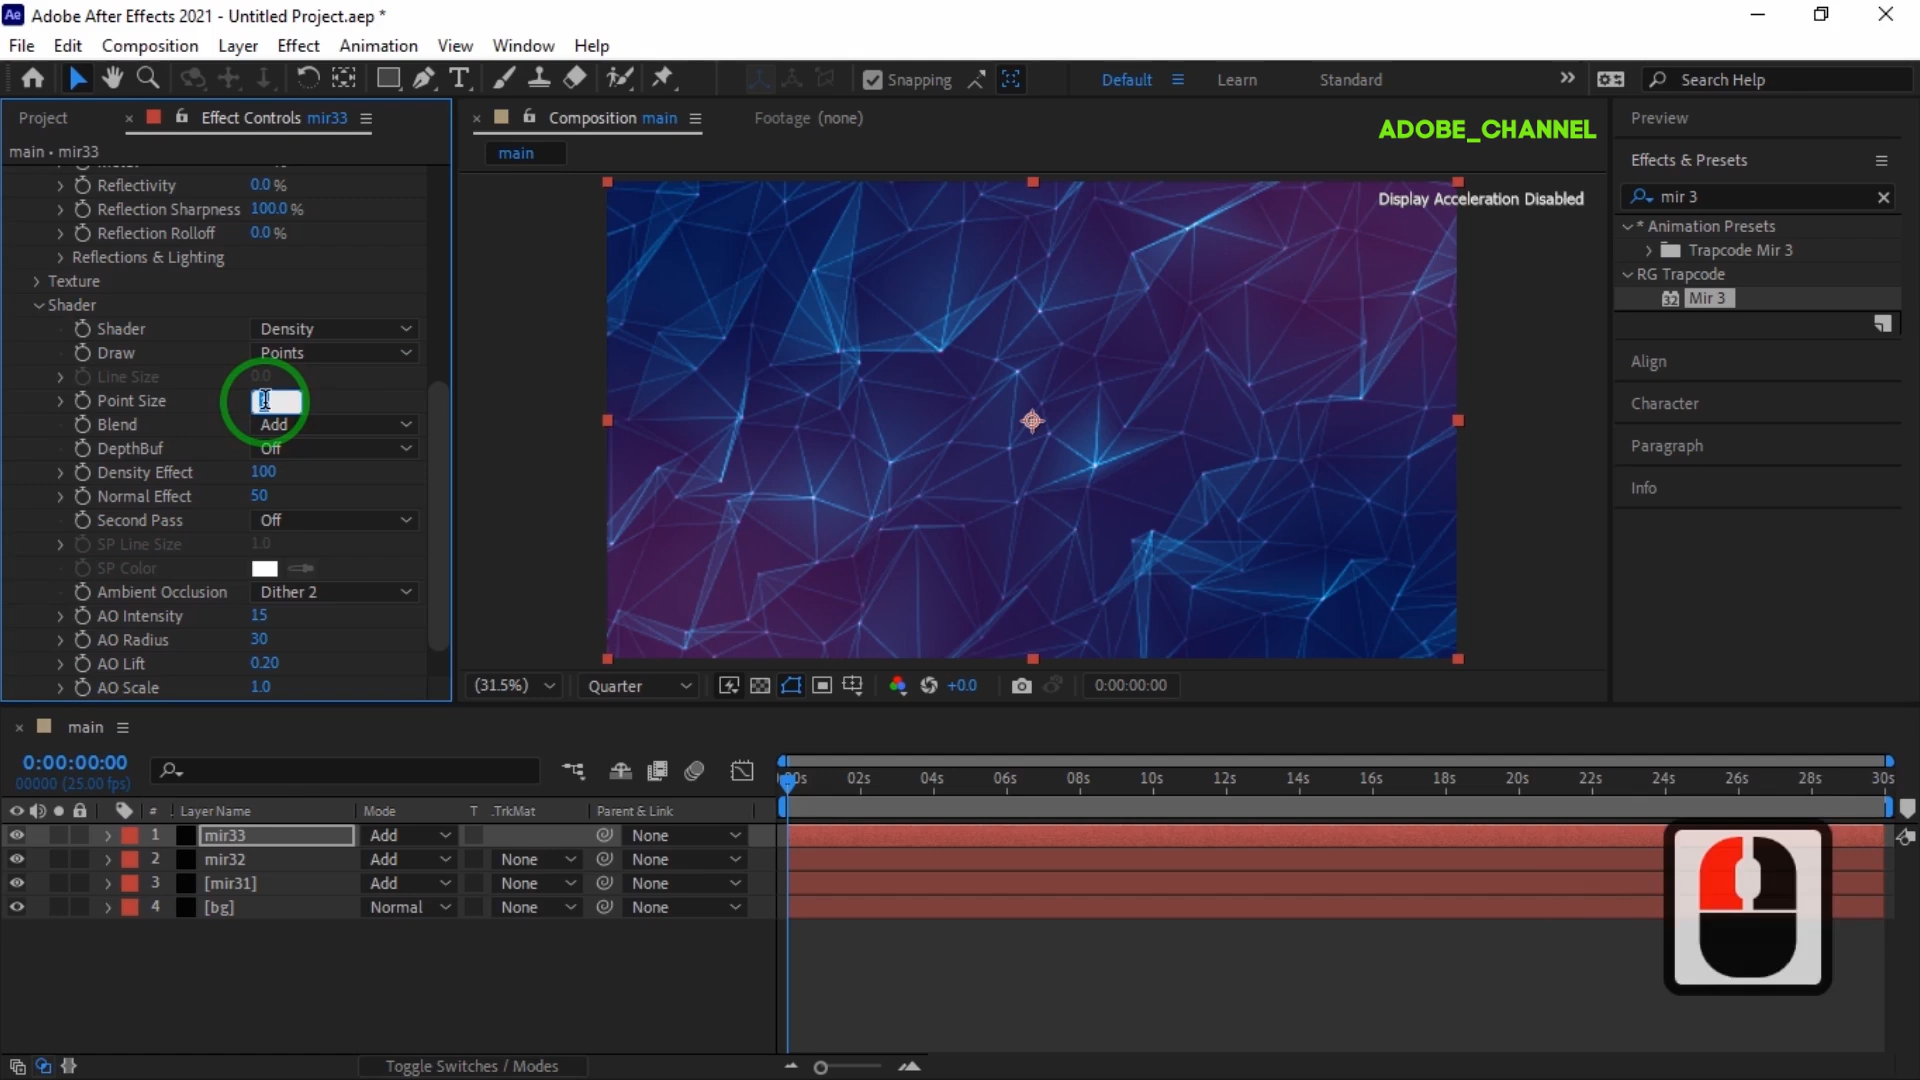 Ae Adobe After Effects 2021 - Untitled Project.aep *
File Edit Composition Layer Effect Animation View Window Help
Snapping Default Learn Standard Search Help
Project Effect Controls mir33 Composition main Footage (none) ADOBE_CHANNEL Preview
main • mir33 main Effects & Presets
Display Acceleration Disabled mir 3
Reflectivity 0.0 %
Reflection Sharpness 100.0 %
Reflection Rolloff 0.0 %
Reflections & Lighting
Texture
Shader
Shader Density
Draw Points
Line Size 0.0
Point Size
Blend Add
DepthBuf Off
Density Effect 100
Normal Effect 50
Second Pass Off
SP Line Size 1.0
SP Color
Ambient Occlusion Dither 2
AO Intensity 15
AO Radius 30
AO Lift 0.20
AO Scale 1.0
* Animation Presets
Trapcode Mir 3
RG Trapcode
32 Mir 3
Align
Character
Paragraph
Info
(31.5%) Quarter +0.0 0:00:00:00
main
0:00:00:00
00000 (25.00 fps)
02s 04s 06s 08s 10s 12s 14s 16s 18s 20s 22s 24s 26s 28s 30s
# Layer Name Mode T .TrkMat Parent & Link
1 mir33 Add None
2 mir32 Add None None
3 [mir31] Add None None
4 [bg] Normal None None
Toggle Switches / Modes